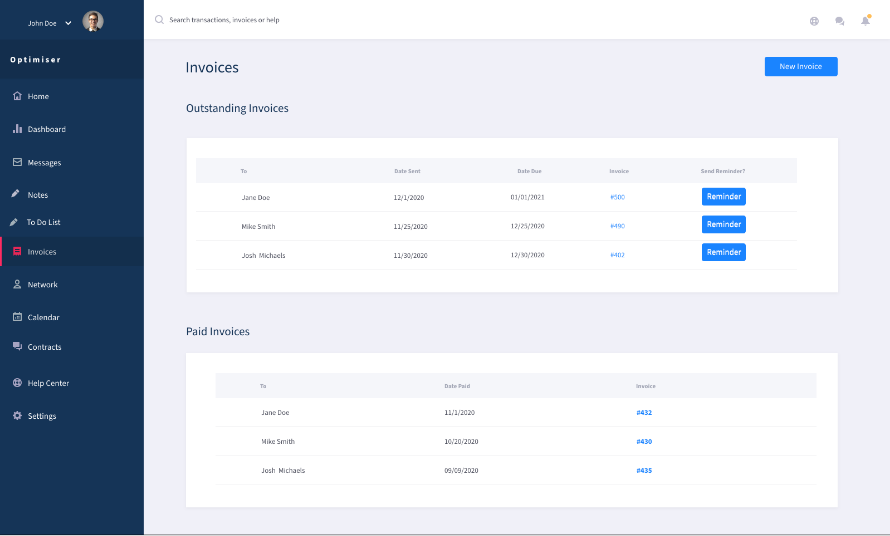 John Doe
Search transactions, invoices or help
Optimiser
Home
Dashboard
Messages
Notes
To Do List
Invoices
Network
Calendar
Contracts
Help Center
Settings
Invoices
New Invoice
Outstanding Invoices
To Date Sent Date Due Invoice Send Reminder?
Jane Doe 12/1/2020 01/01/2021 #500 Reminder
Mike Smith 11/25/2020 12/25/2020 #490 Reminder
Josh Michaels 11/30/2020 12/30/2020 #402 Reminder
Paid Invoices
To Date Paid Invoice
Jane Doe 11/1/2020 #432
Mike Smith 10/20/2020 #430
Josh Michaels 09/09/2020 #435